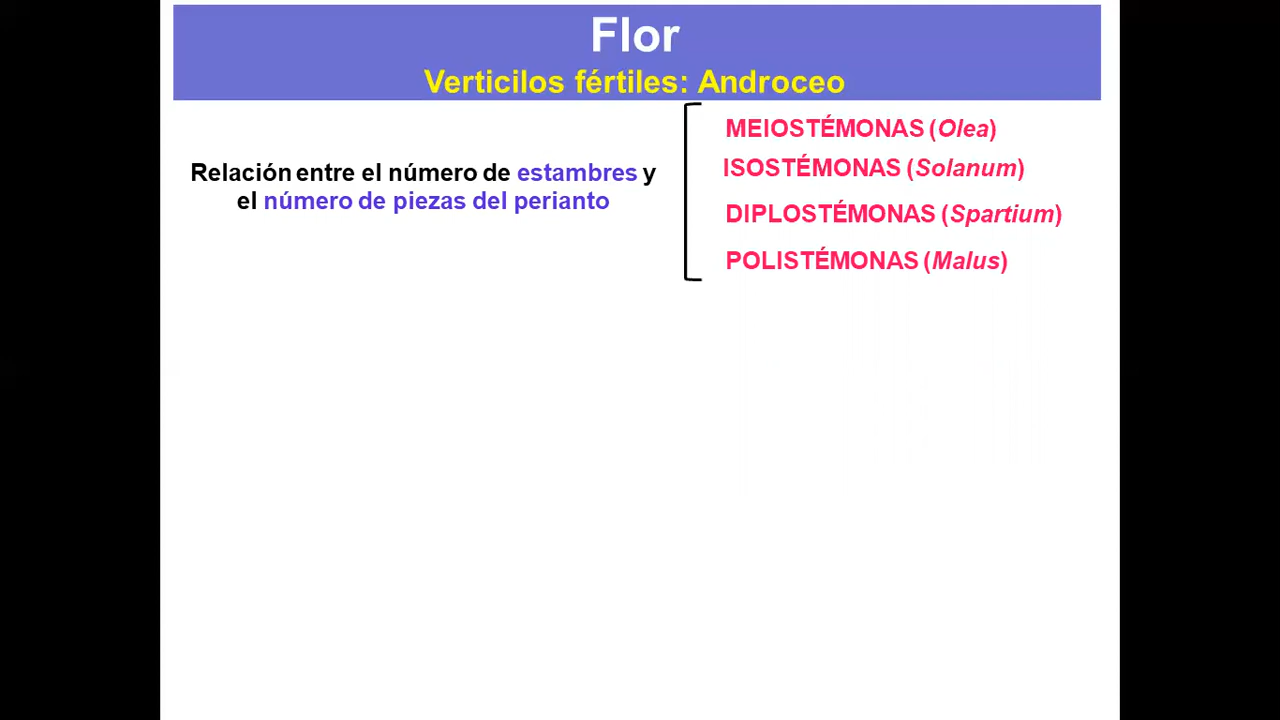 Flor
Verticilos fértiles: Androceo
Relación entre el número de estambres y
el número de piezas del perianto
MEIOSTÉMONAS (Olea)
ISOSTÉMONAS (Solanum)
DIPLOSTÉMONAS (Spartium)
POLISTÉMONAS (Malus)